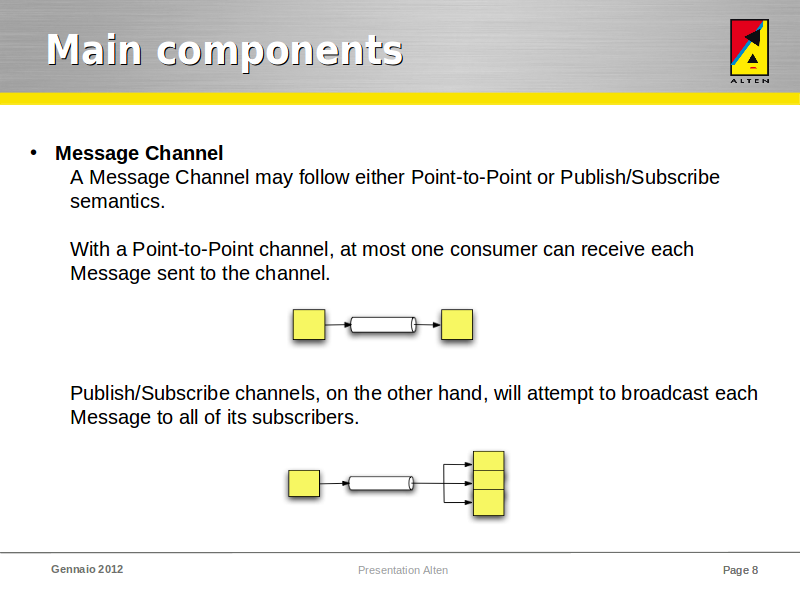 Main components
ALTEN
• Message Channel
A Message Channel may follow either Point-to-Point or Publish/Subscribe
semantics.
With a Point-to-Point channel, at most one consumer can receive each
Message sent to the channel.
Publish/Subscribe channels, on the other hand, will attempt to broadcast each
Message to all of its subscribers.
Gennaio 2012
Presentation Alten
Page 8